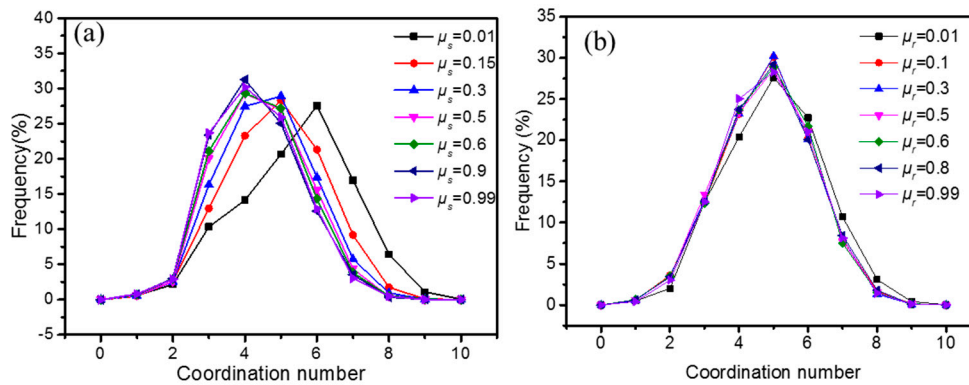 (a)
40
35
30
25
20
15
10
5
0
-5
Frequency(%)
0 2 4 6 8 10
Coordination number
μs=0.01
μs=0.15
μs=0.3
μs=0.5
μs=0.6
μs=0.9
μs=0.99
(b)
35
30
25
20
15
10
5
0
Frequency (%)
0 2 4 6 8 10
Coordination number
μr=0.01
μr=0.1
μr=0.3
μr=0.5
μr=0.6
μr=0.8
μr=0.99